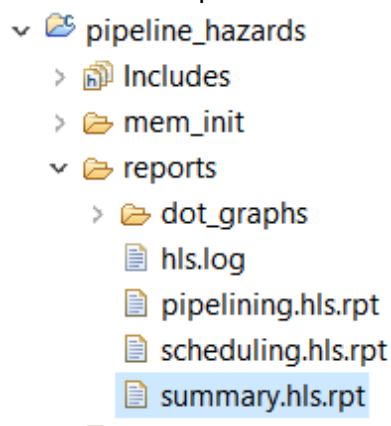 pipeline_hazards
Includes
mem_init
reports
dot_graphs
hls.log
pipelining.hls.rpt
scheduling.hls.rpt
summary.hls.rpt